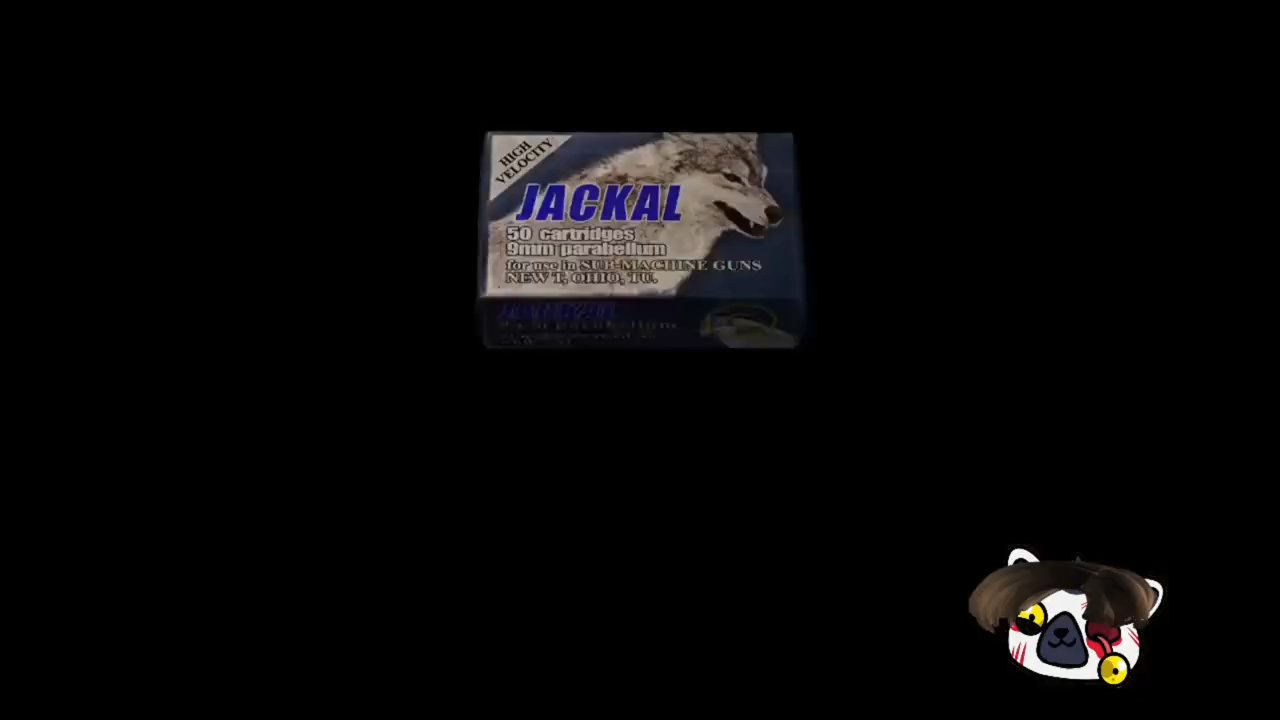 HIGH
VELOCITY
JACKAL
50 cartridges
9mm parabellum
for use in SUB-MACHINE GUNS
NEW T, OHIO, TU.